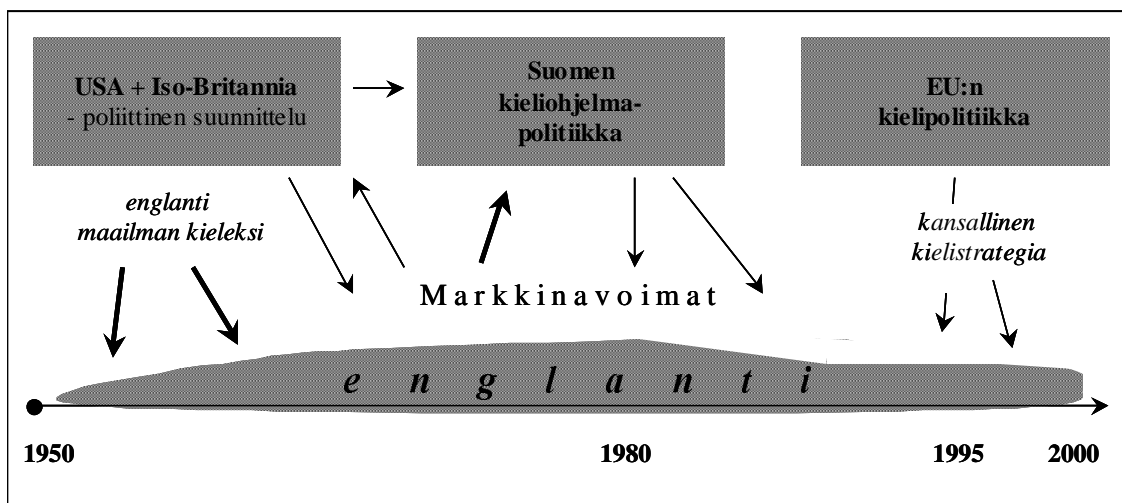 USA + Iso-Britannia
- poliittinen suunnittelu
Suomen
kieliohjelma-
politiikka
EU:n
kielipolitiikka
englanti
maailman kieleksi
kansallinen
kielistrategia
Markkinavoimat
englanti
1950
1980
1995
2000